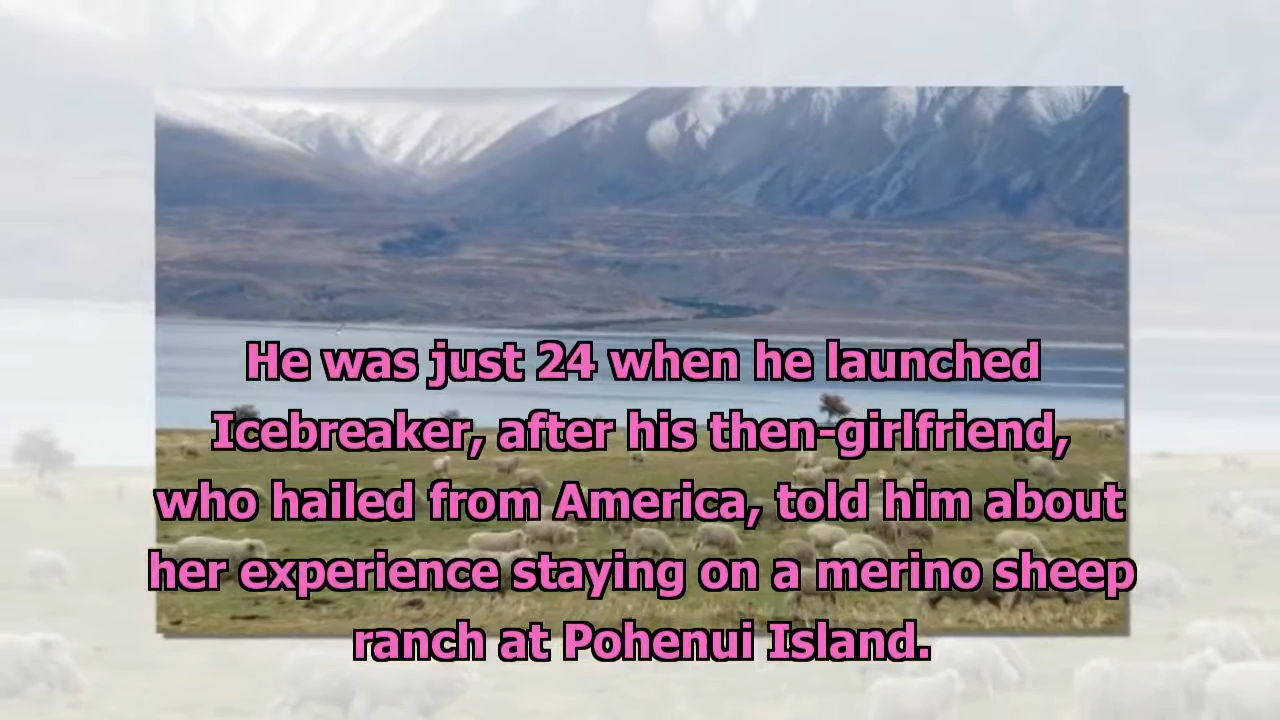 He was just 24 when he launched
Icebreaker, after his then-girlfriend,
who hailed from America, told him about
her experience staying on a merino sheep
ranch at Pohenui Island.